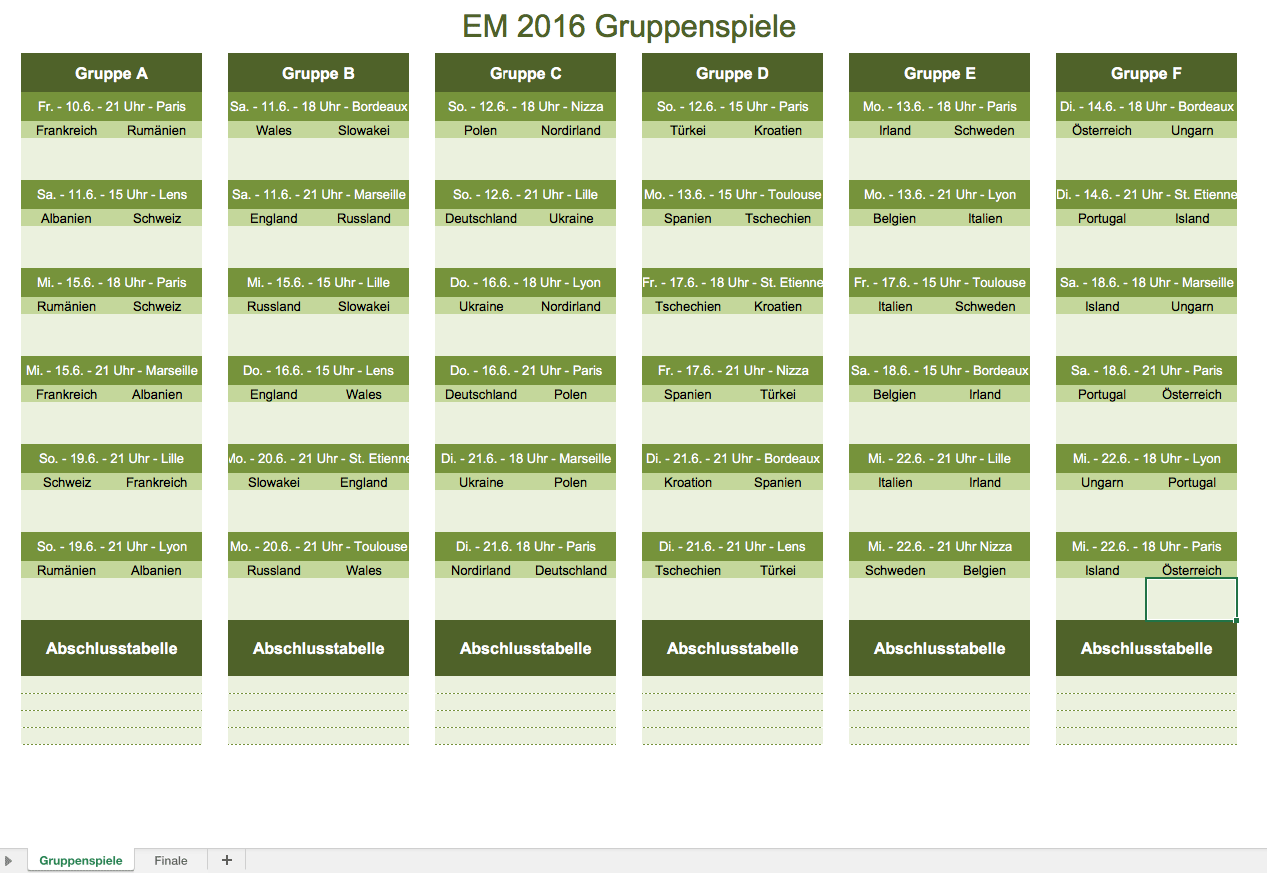 EM 2016 Gruppenspiele
Gruppe A Gruppe B Gruppe C Gruppe D Gruppe E Gruppe F
Fr. - 10.6. - 21 Uhr - Paris Sa. - 11.6. - 18 Uhr - Bordeaux So. - 12.6. - 18 Uhr - Nizza So. - 12.6. - 15 Uhr - Paris Mo. - 13.6. - 18 Uhr - Paris Di. - 14.6. - 18 Uhr - Bordeaux
Frankreich Rumänien Wales Slowakei Polen Nordirland Türkei Kroatien Irland Schweden Österreich Ungarn
Sa. - 11.6. - 15 Uhr - Lens Sa. - 11.6. - 21 Uhr - Marseille So. - 12.6. - 21 Uhr - Lille Mo. - 13.6. - 15 Uhr - Toulouse Mo. - 13.6. - 21 Uhr - Lyon Di. - 14.6. - 21 Uhr - St. Etienne
Albanien Schweiz England Russland Deutschland Ukraine Spanien Tschechien Belgien Italien Portugal Island
Mi. - 15.6. - 18 Uhr - Paris Mi. - 15.6. - 15 Uhr - Lille Do. - 16.6. - 18 Uhr - Lyon Fr. - 17.6. - 18 Uhr - St. Etienne Fr. - 17.6. - 15 Uhr - Toulouse Sa. - 18.6. - 18 Uhr - Marseille
Rumänien Schweiz Russland Slowakei Ukraine Nordirland Tschechien Kroatien Italien Schweden Island Ungarn
Mi. - 15.6. - 21 Uhr - Marseille Do. - 16.6. - 15 Uhr - Lens Do. - 16.6. - 21 Uhr - Paris Fr. - 17.6. - 21 Uhr - Nizza Sa. - 18.6. - 15 Uhr - Bordeaux Sa. - 18.6. - 21 Uhr - Paris
Frankreich Albanien England Wales Deutschland Polen Spanien Türkei Belgien Irland Portugal Österreich
So. - 19.6. - 21 Uhr - Lille Mo. - 20.6. - 21 Uhr - St. Etienne Di. - 21.6. - 18 Uhr - Marseille Di. - 21.6. - 21 Uhr - Bordeaux Mi. - 22.6. - 21 Uhr - Lille Mi. - 22.6. - 18 Uhr - Lyon
Schweiz Frankreich Slowakei England Ukraine Polen Kroation Spanien Italien Irland Ungarn Portugal
So. - 19.6. - 21 Uhr - Lyon Mo. - 20.6. - 21 Uhr - Toulouse Di. - 21.6. 18 Uhr - Paris Di. - 21.6. - 21 Uhr - Lens Mi. - 22.6. - 21 Uhr Nizza Mi. - 22.6. - 18 Uhr - Paris
Rumänien Albanien Russland Wales Nordirland Deutschland Tschechien Türkei Schweden Belgien Island Österreich
Abschlusstabelle Abschlusstabelle Abschlusstabelle Abschlusstabelle Abschlusstabelle Abschlusstabelle
Gruppenspiele Finale +